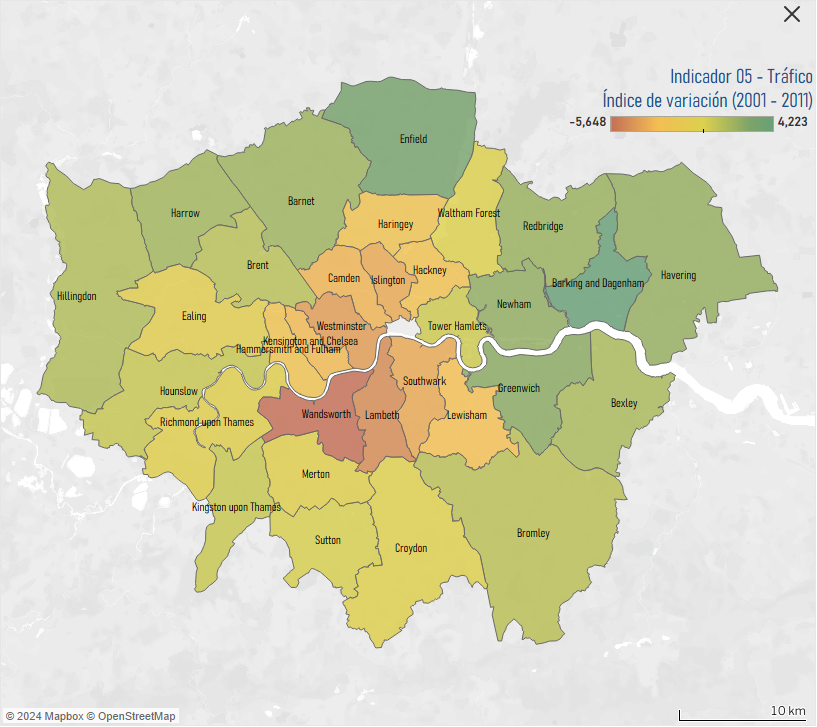 Indicador 05 - Tráfico
Índice de variación (2001 - 2011)
-5,648 4,223
Enfield
Barnet
Harrow
Haringey
Waltham Forest
Redbridge
Brent
Camden
Islington
Hackney
Havering
Barking and Dagenham
Hillingdon
Newham
Ealing
Westminster
Tower Hamlets
Kensington and Chelsea
Hammersmith and Fulham
Hounslow
Southwark
Greenwich
Bexley
Wandsworth
Lambeth
Lewisham
Richmond upon Thames
Merton
Kingston upon Thames
Sutton
Croydon
Bromley
10 km
© 2024 Mapbox © OpenStreetMap